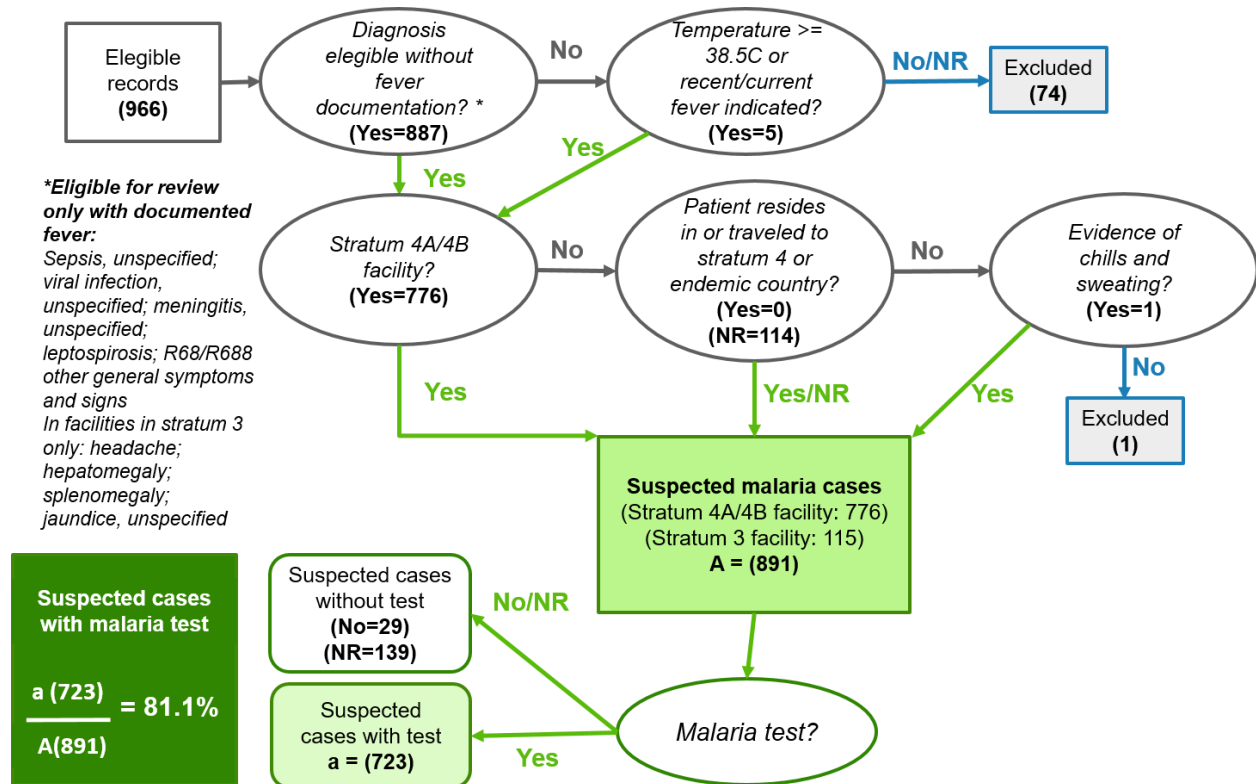 Elegible
records
(966)
Diagnosis
elegible without
fever
documentation? *
(Yes=887)
No
Temperature >=
38.5C or
recent/current
fever indicated?
(Yes=5)
No/NR
Excluded
(74)
Yes
Yes
*Eligible for review
only with documented
fever:
Sepsis, unspecified;
viral infection,
unspecified; meningitis,
unspecified;
leptospirosis; R68/R688
other general symptoms
and signs
In facilities in stratum 3
only: headache;
hepatomegaly;
splenomegaly;
jaundice, unspecified
Stratum 4A/4B
facility?
(Yes=776)
No
Patient resides
in or traveled to
stratum 4 or
endemic country?
(Yes=0)
(NR=114)
No
Evidence of
chills and
sweating?
(Yes=1)
Yes
Yes/NR
Yes
No
Excluded
(1)
Suspected malaria cases
(Stratum 4A/4B facility: 776)
(Stratum 3 facility: 115)
A = (891)
Suspected cases
with malaria test
a (723)
= 81.1%
A(891)
Suspected cases
without test
(No=29)
(NR=139)
No/NR
Suspected
cases with test
a = (723)
Yes
Malaria test?